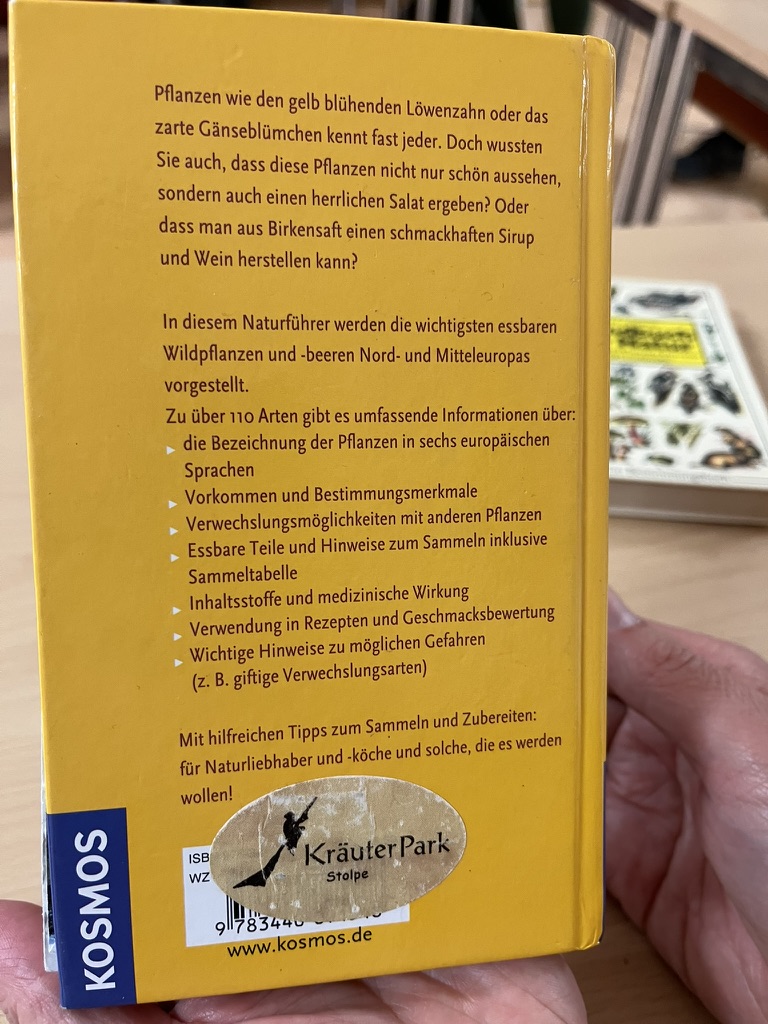 Pflanzen wie den gelb blühenden Löwenzahn oder das
zarte Gänseblümchen kennt fast jeder. Doch wussten
Sie auch, dass diese Pflanzen nicht nur schön aussehen,
sondern auch einen herrlichen Salat ergeben? Oder
dass man aus Birkensaft einen schmackhaften Sirup
und Wein herstellen kann?
In diesem Naturführer werden die wichtigsten essbaren
Wildpflanzen und -beeren Nord- und Mitteleuropas
vorgestellt.
Zu über 110 Arten gibt es umfassende Informationen über:
die Bezeichnung der Pflanzen in sechs europäischen
Sprachen
Vorkommen und Bestimmungsmerkmale
Verwechslungsmöglichkeiten mit anderen Pflanzen
Essbare Teile und Hinweise zum Sammeln inklusive
Sammeltabelle
Inhaltsstoffe und medizinische Wirkung
Verwendung in Rezepten und Geschmacksbewertung
Wichtige Hinweise zu möglichen Gefahren
(z. B. giftige Verwechslungsarten)
Mit hilfreichen Tipps zum Sammeln und Zubereiten:
für Naturliebhaber und -köche und solche, die es werden
wollen!
KräuterPark
Stolpe
ISB
WZ
9 783440
www.kosmos.de
KOSMOS